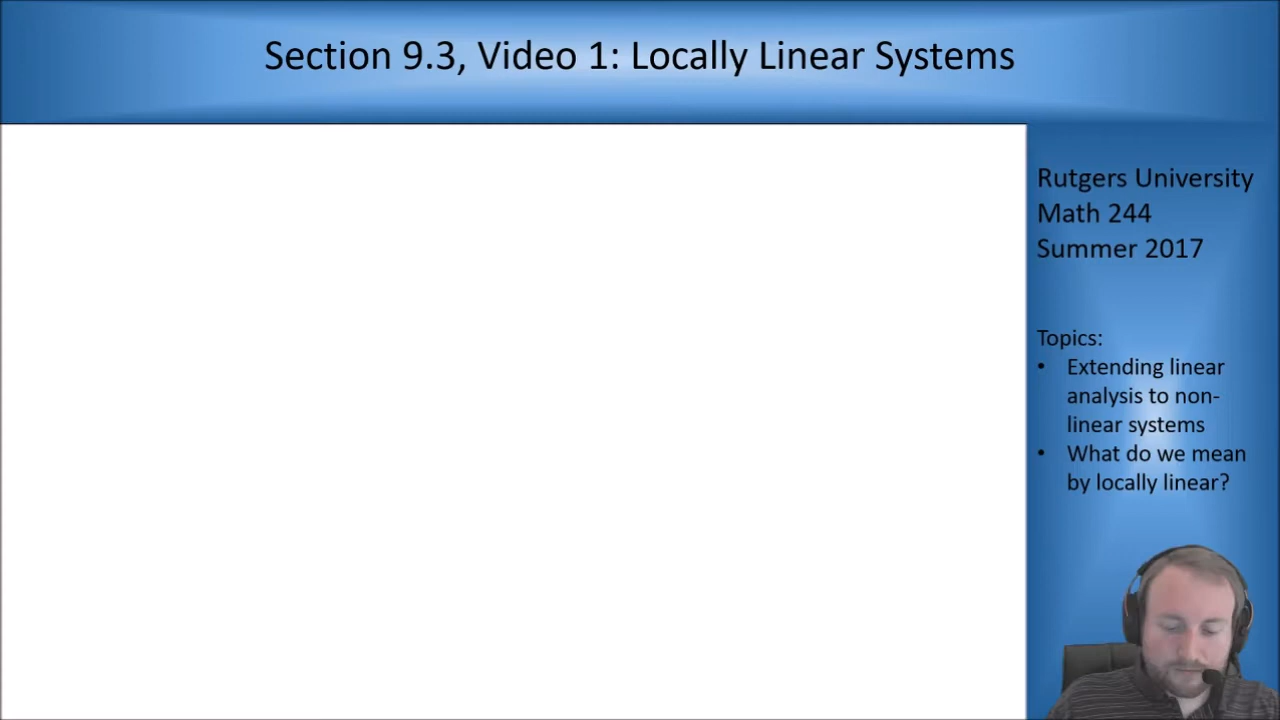 Section 9.3, Video 1: Locally Linear Systems
Rutgers University
Math 244
Summer 2017
Topics:
• Extending linear
analysis to non-
linear systems
• What do we mean
by locally linear?